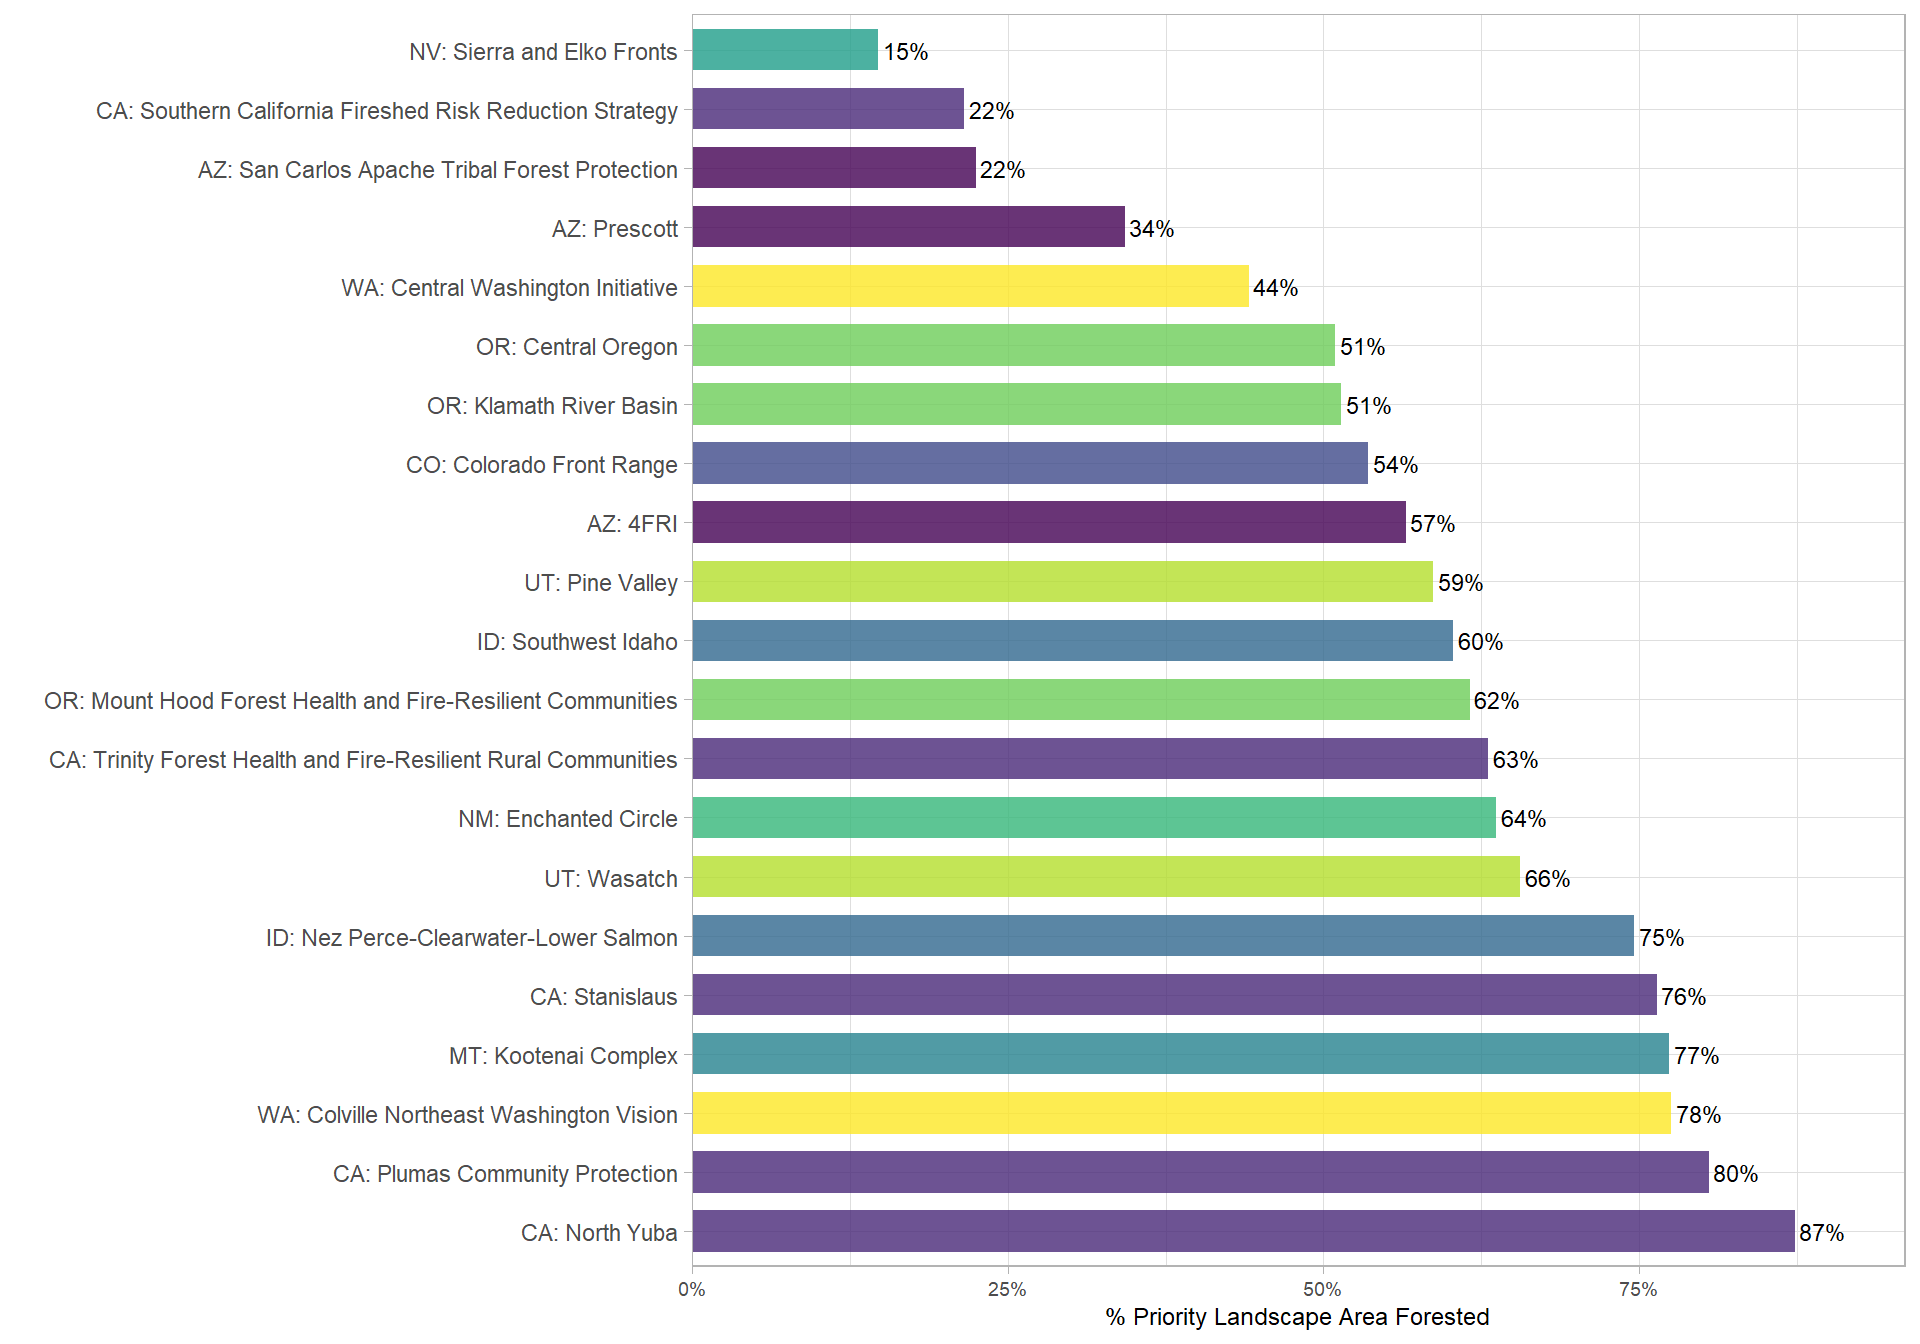 NV: Sierra and Elko Fronts 15%
CA: Southern California Fireshed Risk Reduction Strategy 22%
AZ: San Carlos Apache Tribal Forest Protection 22%
AZ: Prescott 34%
WA: Central Washington Initiative 44%
OR: Central Oregon 51%
OR: Klamath River Basin 51%
CO: Colorado Front Range 54%
AZ: 4FRI 57%
UT: Pine Valley 59%
ID: Southwest Idaho 60%
OR: Mount Hood Forest Health and Fire-Resilient Communities 62%
CA: Trinity Forest Health and Fire-Resilient Rural Communities 63%
NM: Enchanted Circle 64%
UT: Wasatch 66%
ID: Nez Perce-Clearwater-Lower Salmon 75%
CA: Stanislaus 76%
MT: Kootenai Complex 77%
WA: Colville Northeast Washington Vision 78%
CA: Plumas Community Protection 80%
CA: North Yuba 87%
0% 25% 50% 75%
% Priority Landscape Area Forested